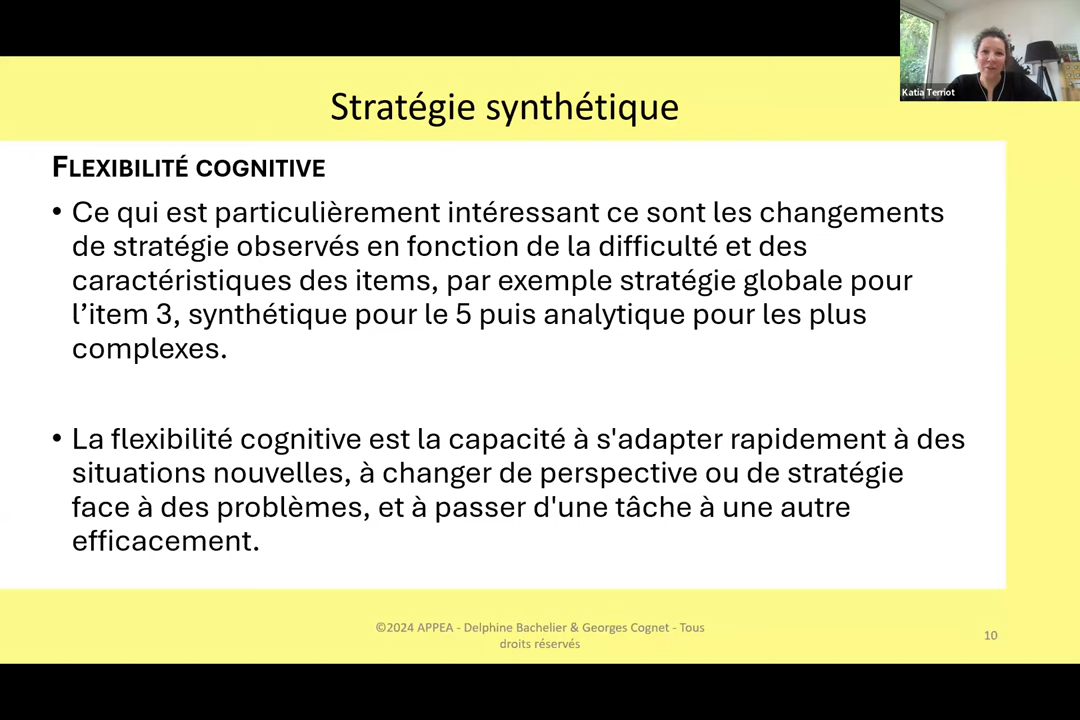 Katia Terriot
Stratégie synthétique
FLEXIBILITÉ COGNITIVE
• Ce qui est particulièrement intéressant ce sont les changements
de stratégie observés en fonction de la difficulté et des
caractéristiques des items, par exemple stratégie globale pour
l’item 3, synthétique pour le 5 puis analytique pour les plus
complexes.
• La flexibilité cognitive est la capacité à s'adapter rapidement à des
situations nouvelles, à changer de perspective ou de stratégie
face à des problèmes, et à passer d'une tâche à une autre
efficacement.
©2024 APPEA - Delphine Bachelier & Georges Cognet - Tous
droits réservés
10